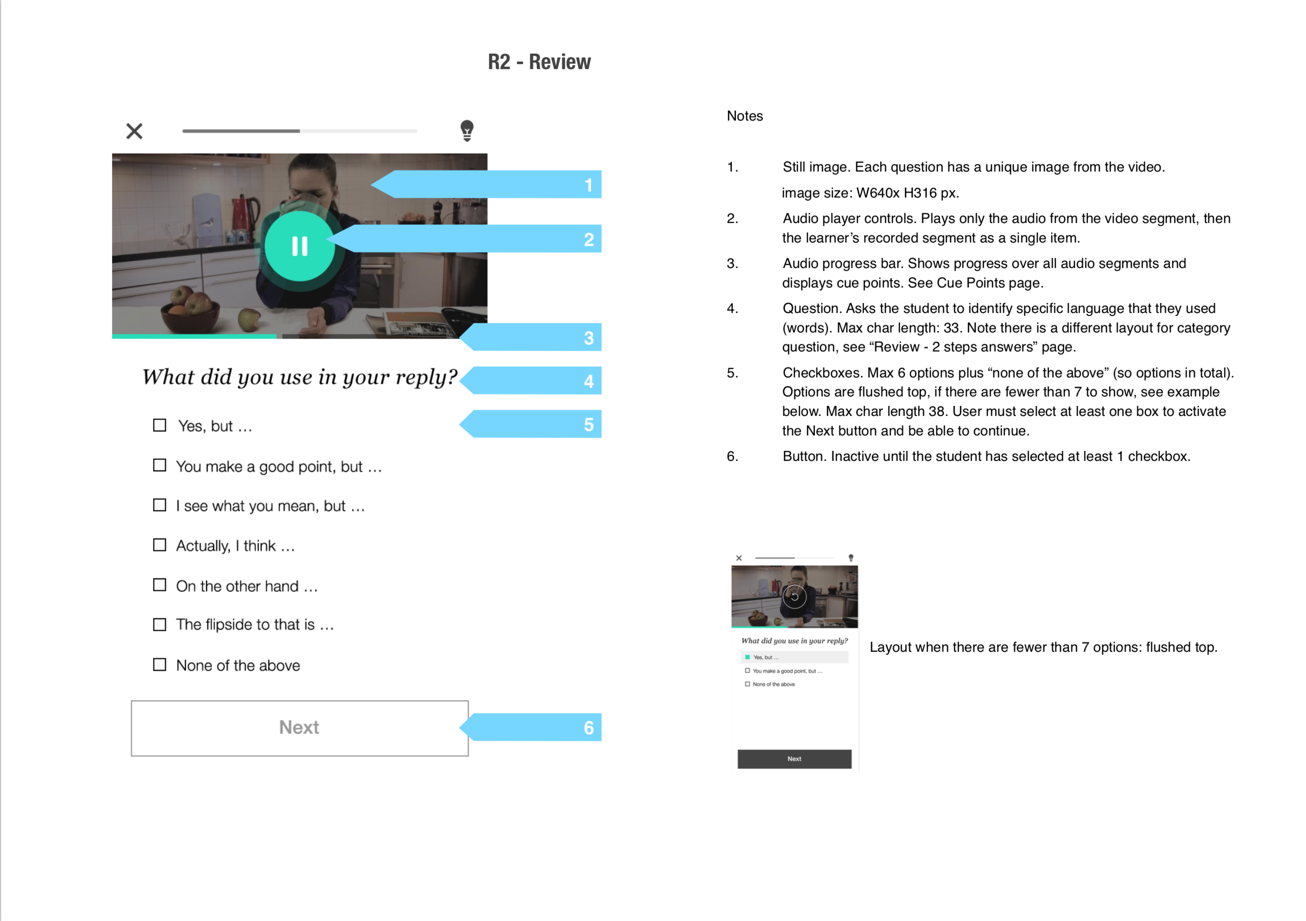 R2 - Review
1
2
3
What did you use in your reply?
4
Yes, but …
5
You make a good point, but …
I see what you mean, but …
Actually, I think …
On the other hand …
The flipside to that is …
None of the above
Next
6
Notes
1. Still image. Each question has a unique image from the video.
image size: W640x H316 px.
2. Audio player controls. Plays only the audio from the video segment, then
the learner’s recorded segment as a single item.
3. Audio progress bar. Shows progress over all audio segments and
displays cue points. See Cue Points page.
4. Question. Asks the student to identify specific language that they used
(words). Max char length: 33. Note there is a different layout for category
question, see “Review - 2 steps answers” page.
5. Checkboxes. Max 6 options plus “none of the above” (so options in total).
Options are flushed top, if there are fewer than 7 to show, see example
below. Max char length 38. User must select at least one box to activate
the Next button and be able to continue.
6. Button. Inactive until the student has selected at least 1 checkbox.
What did you use in your reply?
Yes, but …
You make a good point, but …
None of the above
Next
Layout when there are fewer than 7 options: flushed top.